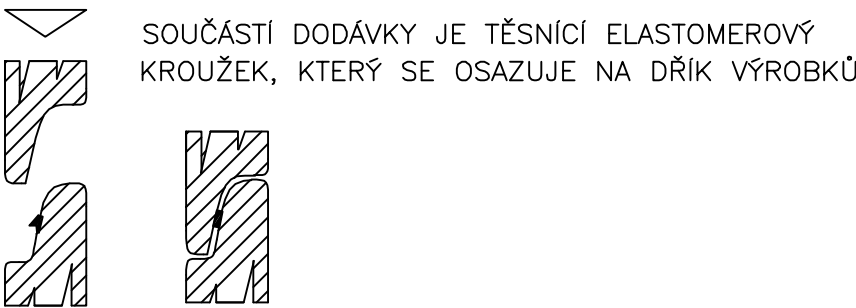 SOUČÁSTÍ DODÁVKY JE TĚSNÍCÍ ELASTOMEROVÝ
KROUŽEK, KTERÝ SE OSAZUJE NA DŘÍK VÝROBKŮ